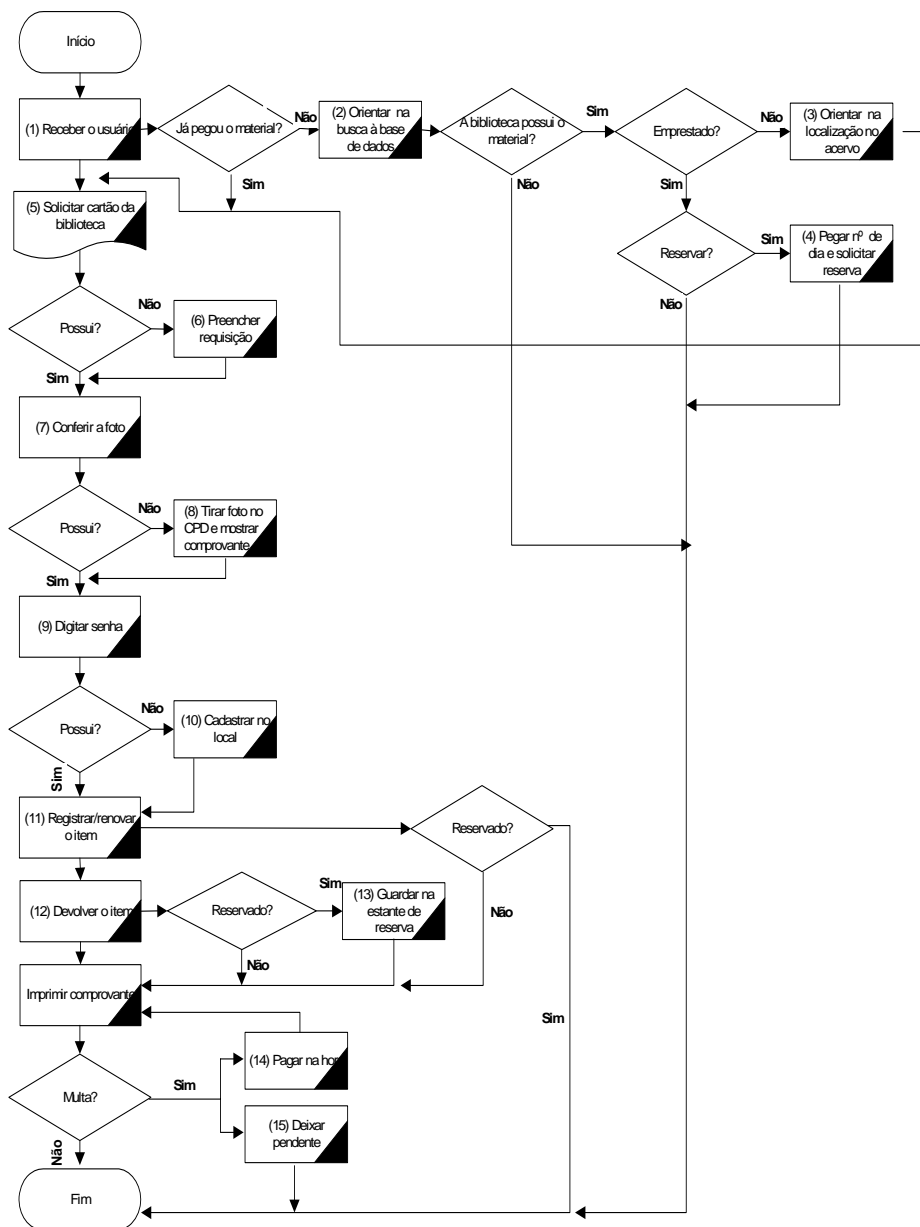 Início
(1) Receber o usuário
Já pegou o material?
Não
Sim
(2) Orientar na
busca à base
de dados
A biblioteca possui o
material?
Sim
Não
Emprestado?
Não
Sim
(3) Orientar na
localização no
acervo
Reservar?
Sim
Não
(4) Pegar nº de
dia e solicitar
reserva
(5) Solicitar cartão da
biblioteca
Possui?
Não
Sim
(6) Preencher
requisição
(7) Conferir a foto
Possui?
Não
Sim
(8) Tirar foto no
CPD e mostrar
comprovante
(9) Digitar senha
Possui?
Não
Sim
(10) Cadastrar no
local
(11) Registrar/renovar
o item
Reservado?
Não
Sim
(12) Devolver o item
Reservado?
Sim
Não
(13) Guardar na
estante de
reserva
Imprimir comprovante
Multa?
Sim
Não
(14) Pagar na hor
(15) Deixar
pendente
Fim